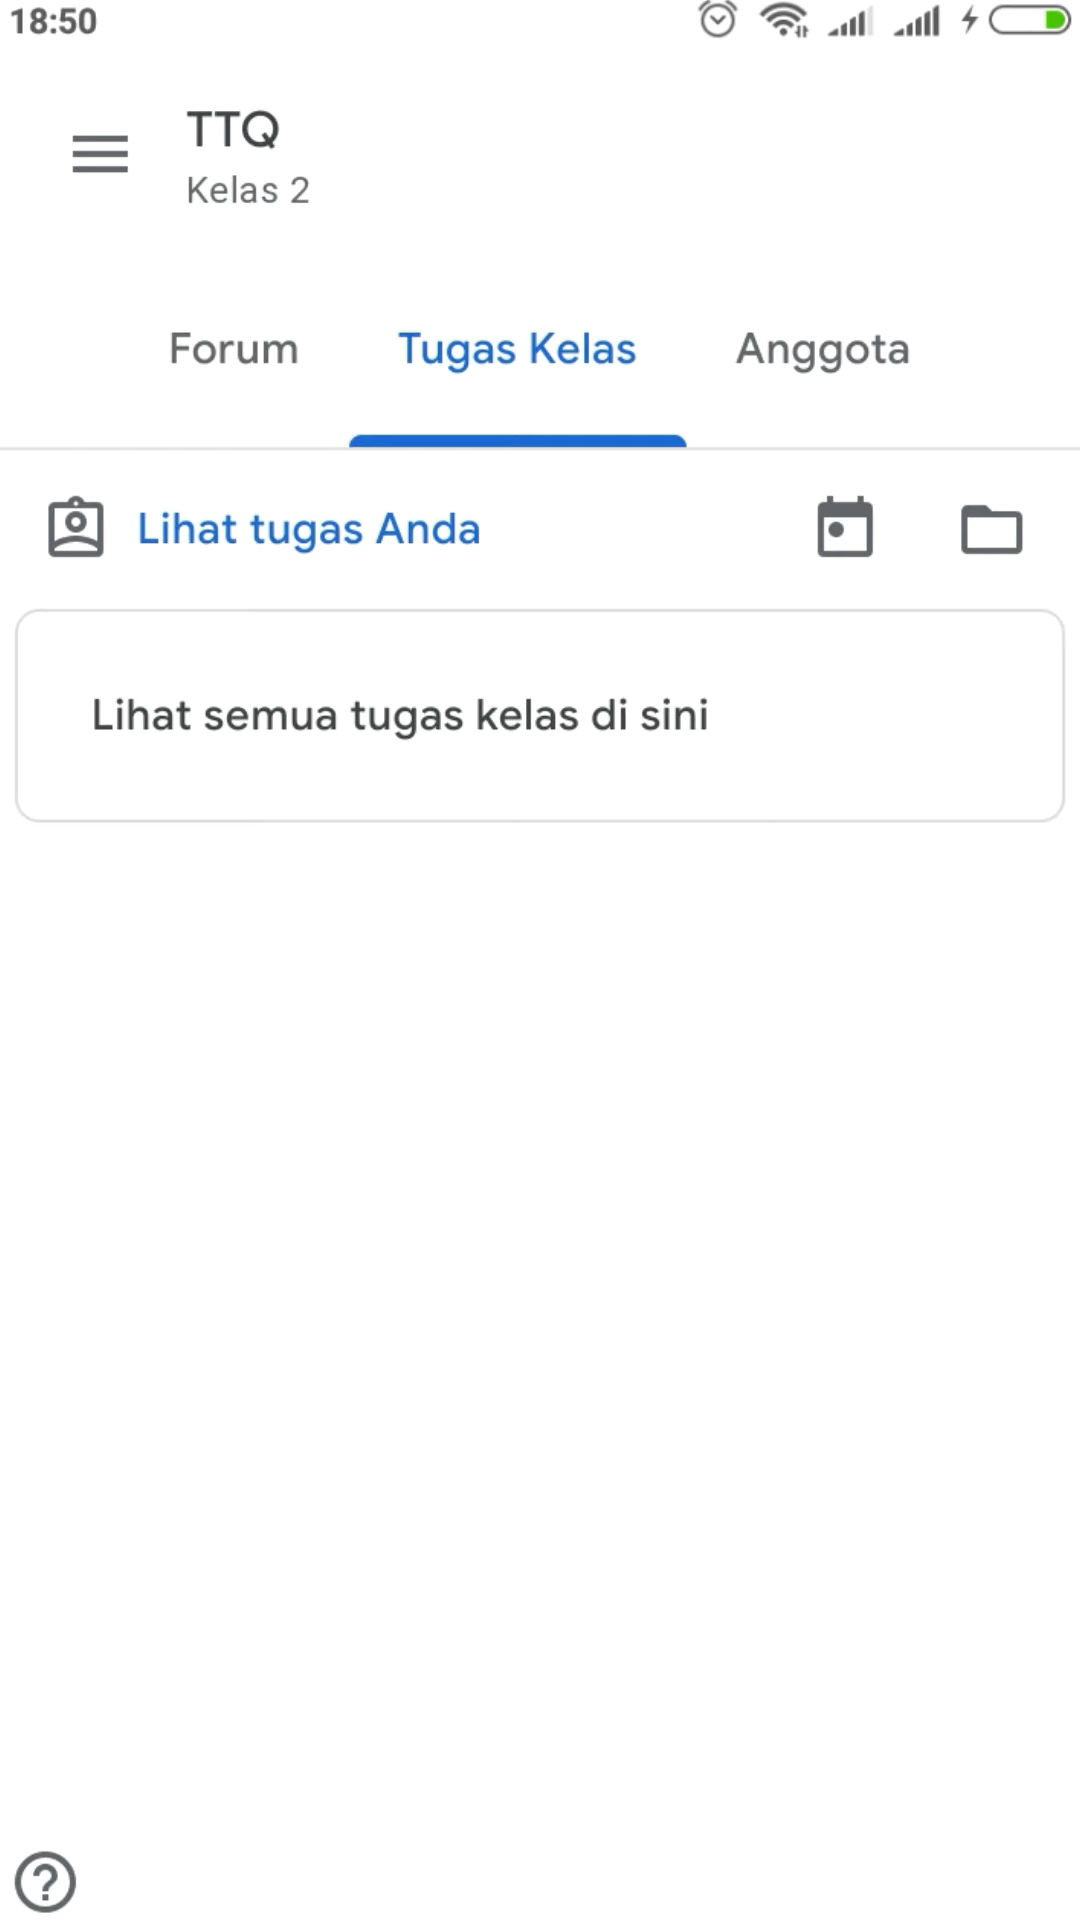 18:50
TTQ
Kelas 2
Forum Tugas Kelas Anggota
Lihat tugas Anda
Lihat semua tugas kelas di sini